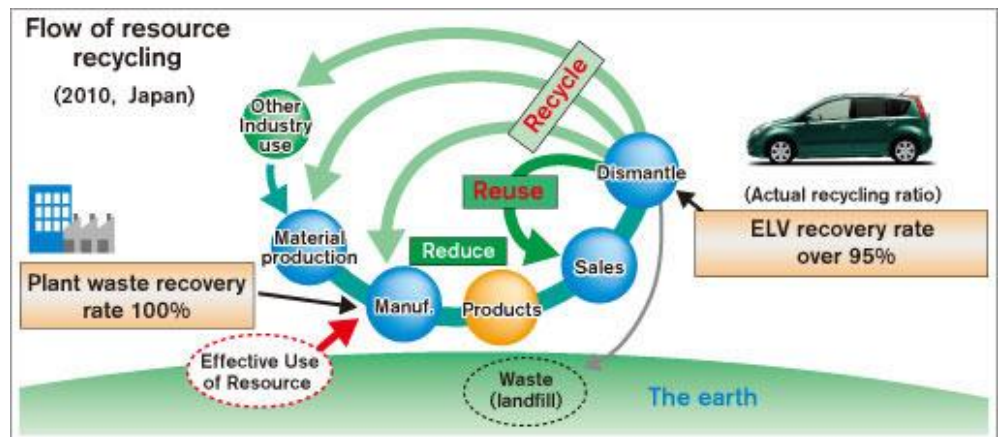 Flow of resource
recycling
(2010, Japan)
Other
Industry
use
Recycle
Dismantle
(Actual recycling ratio)
ELV recovery rate
over 95%
Reuse
Material
production
Reduce
Sales
Plant waste recovery
rate 100%
Manuf.
Products
Effective Use
of Resource
Waste
(landfill)
The earth